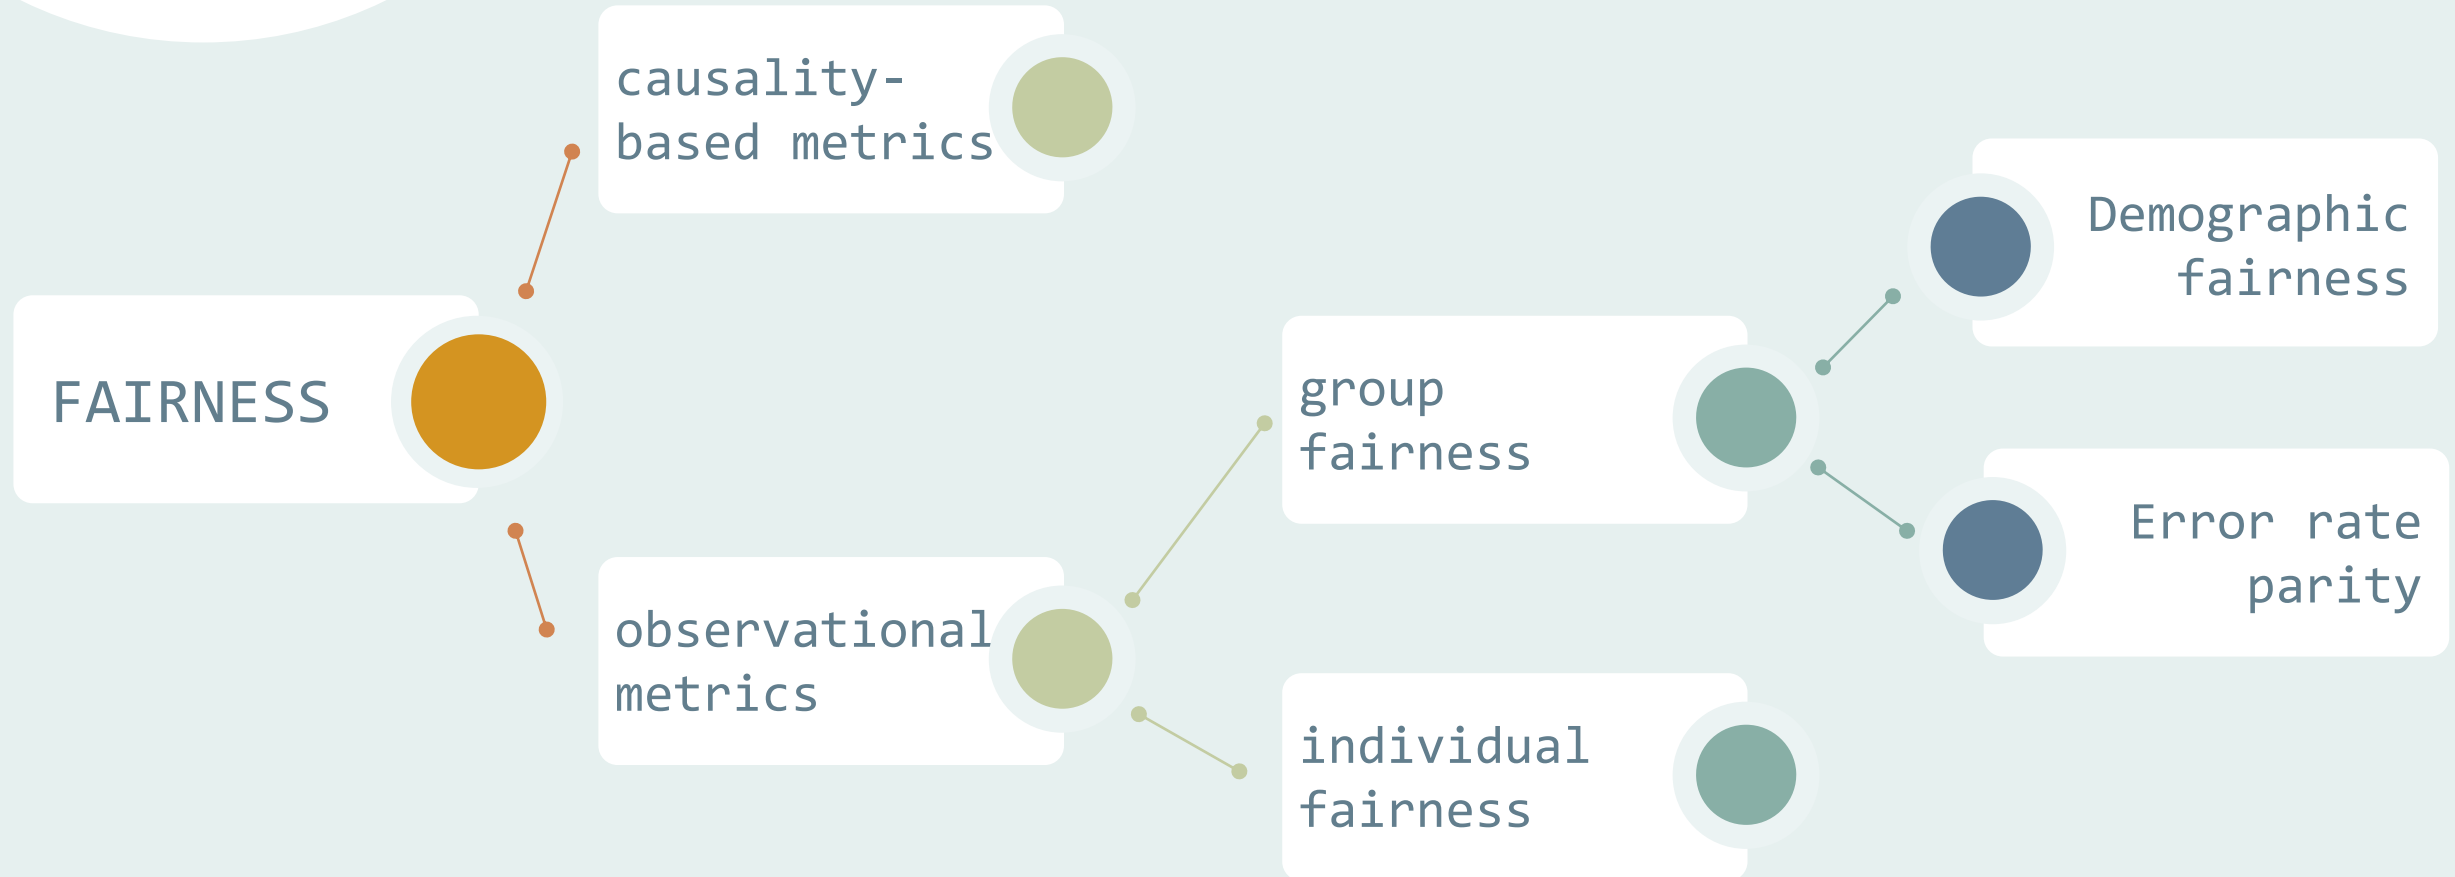 causality-
based metrics
FAIRNESS
observational
metrics
group
fairness
individual
fairness
Demographic
fairness
Error rate
parity